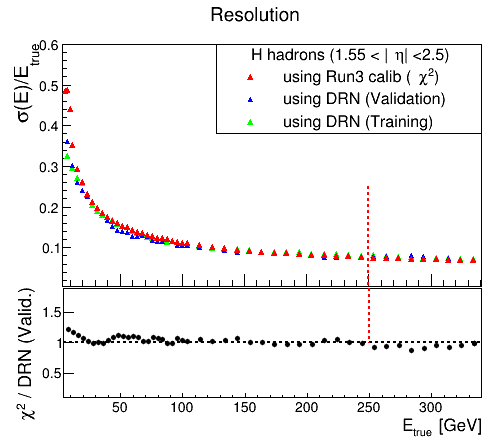 Resolution
σ(E)/E_true
0.6
0.5
0.4
0.3
0.2
0.1
H hadrons (1.55 < | η| <2.5)
using Run3 calib ( χ²)
using DRN (Validation)
using DRN (Training)
χ² / DRN (Valid.)
1.5
1
0.5
50 100 150 200 250 300
E_true [GeV]